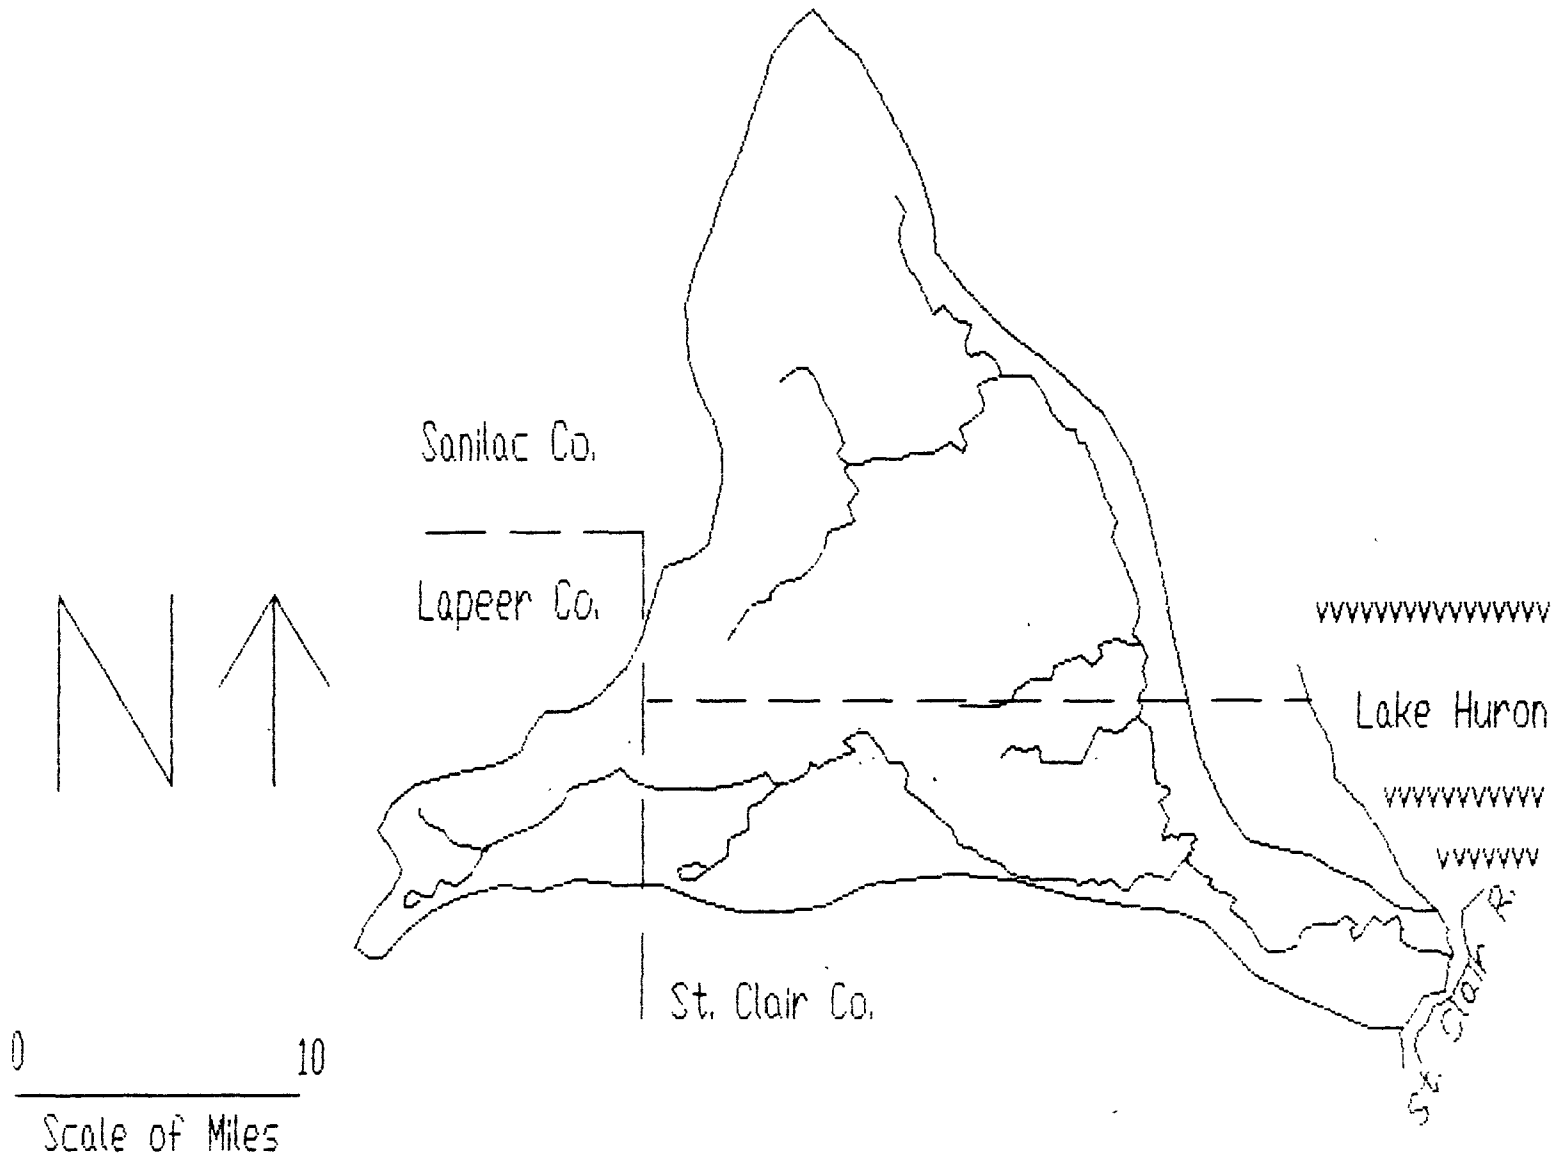 Sanilac Co.
Lapeer Co.
N
Lake Huron
St. Clair R.
St. Clair Co.
0 10
Scale of Miles